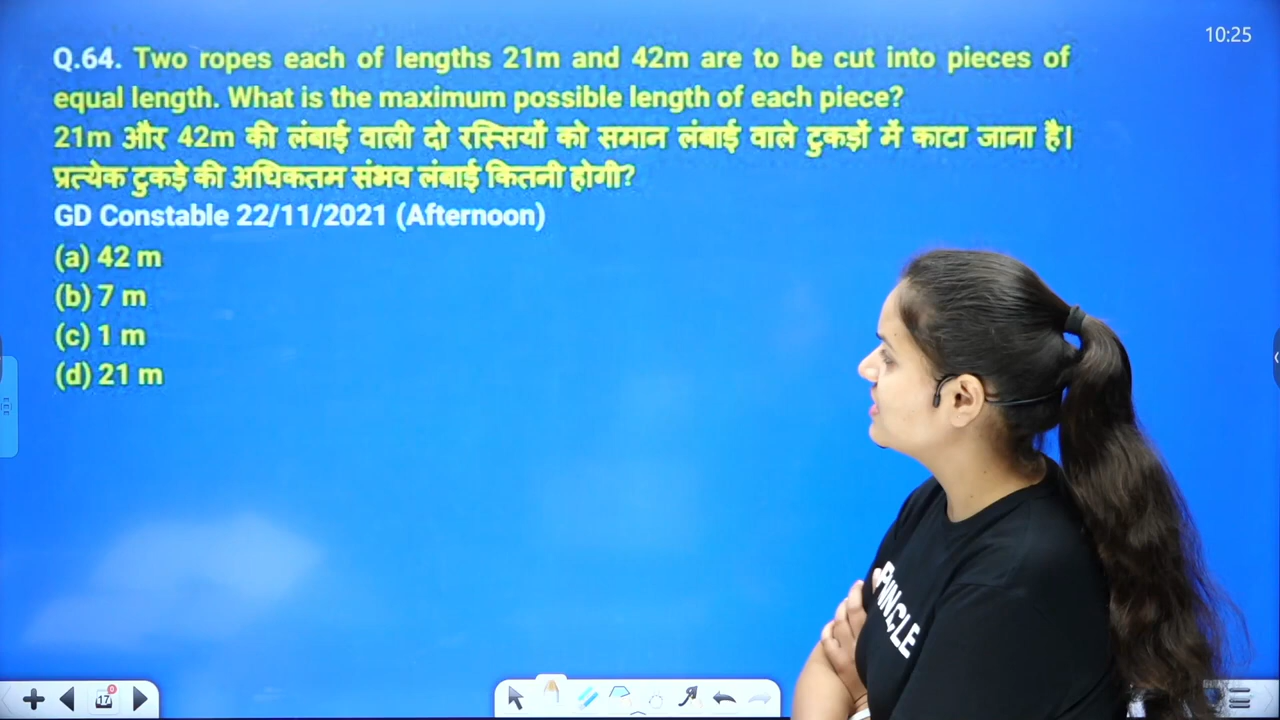 10:25
Q.64. Two ropes each of lengths 21m and 42m are to be cut into pieces of
equal length. What is the maximum possible length of each piece?
21m और 42m की लंबाई वाली दो रस्सियों को समान लंबाई वाले टुकड़ों में काटा जाना है।
प्रत्येक टुकड़े की अधिकतम संभव लंबाई कितनी होगी?
GD Constable 22/11/2021 (Afternoon)
(a) 42 m
(b) 7 m
(c) 1 m
(d) 21 m
PINCLE
17